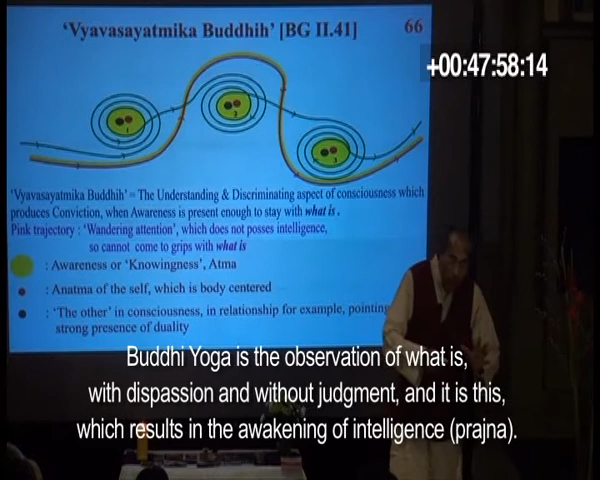 'Vyavasayatmika Buddhih' [BG II.41]
66
+00:47:58:14
1
2
3
'Vyavasayatmika Buddhih' = The Understanding & Discriminating aspect of consciousness which
produces Conviction, when Awareness is present enough to stay with what is.
Pink trajectory : 'Wandering attention', which does not posses intelligence,
so cannot come to grips with what is
: Awareness or 'Knowingness', Atma
: Anatma of the self, which is body centered
: 'The other' in consciousness, in relationship for example, pointing
strong presence of duality
Buddhi Yoga is the observation of what is,
with dispassion and without judgment, and it is this,
which results in the awakening of intelligence (prajna).